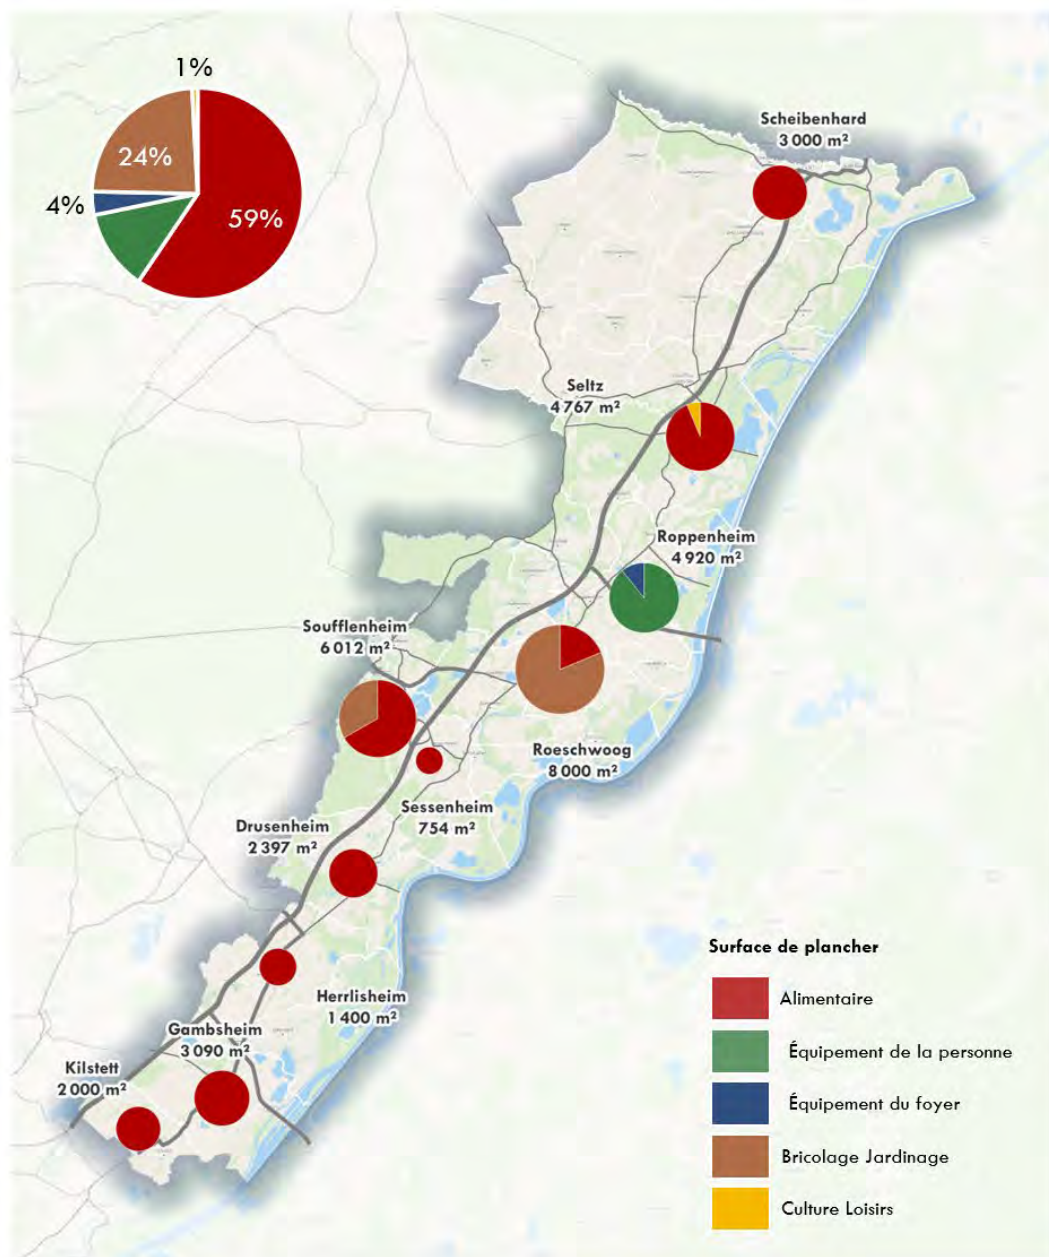 1%
24%
4%
59%
Scheibenhard
3 000 m²
Seltz
4 767 m²
Roppenheim
4 920 m²
Soufflenheim
6 012 m²
Roeschwoog
8 000 m²
Sessenheim
754 m²
Drusenheim
2 397 m²
Herrlisheim
1 400 m²
Gambsheim
3 090 m²
Kilstett
2 000 m²
Surface de plancher
Alimentaire
Équipement de la personne
Équipement du foyer
Bricolage Jardinage
Culture Loisirs